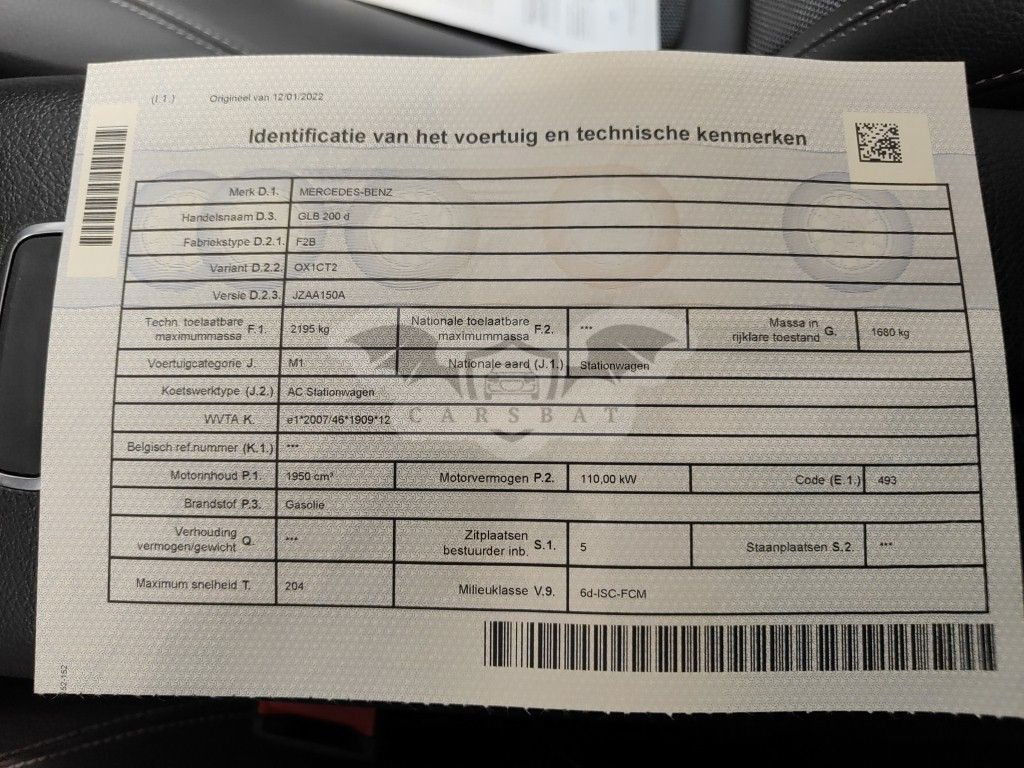 (I.1.) Origineel van 12/01/2022
Identificatie van het voertuig en technische kenmerken
Merk D.1. MERCEDES-BENZ
Handelsnaam D.3. GLB 200 d
Fabriekstype D.2.1. F2B
Variant D.2.2. OX1CT2
Versie D.2.3. JZAA150A
Techn. toelaatbare maximummassa F.1. 2195 kg Nationale toelaatbare maximummassa F.2. *** Massa in rijklare toestand G. 1680 kg
Voertuigcategorie J. M1 Nationale aard (J.1.) Stationwagen
Koetswerktype (J.2.) AC Stationwagen
CARSBAT
WVTA K. e1*2007/46*1909*12
Belgisch ref.nummer (K.1.) ***
Motorinhoud P.1. 1950 cm³ Motorvermogen P.2. 110,00 kW Code (E.1.) 493
Brandstof P.3. Gasolie
Verhouding vermogen/gewicht Q. *** Zitplaatsen bestuurder inb. S.1. 5 Staanplaatsen S.2. ***
Maximum snelheid T. 204 Milieuklasse V.9. 6d-ISC-FCM